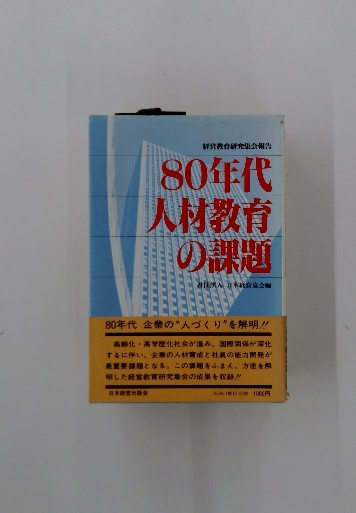 経営教育研究集会報告
80年代
人材教育
の課題
社団法人 日本経営協会編
80年代 企業の"人づくり"を解明!!
高齢化・高学歴化社会が進み、国際関係が深化
するに伴い、企業の人材育成と社員の能力開発が
最重要課題となる。この課題をふまえ、方途を解
明した経営教育研究集会の成果を収録!!
日本経営出版会
1000円